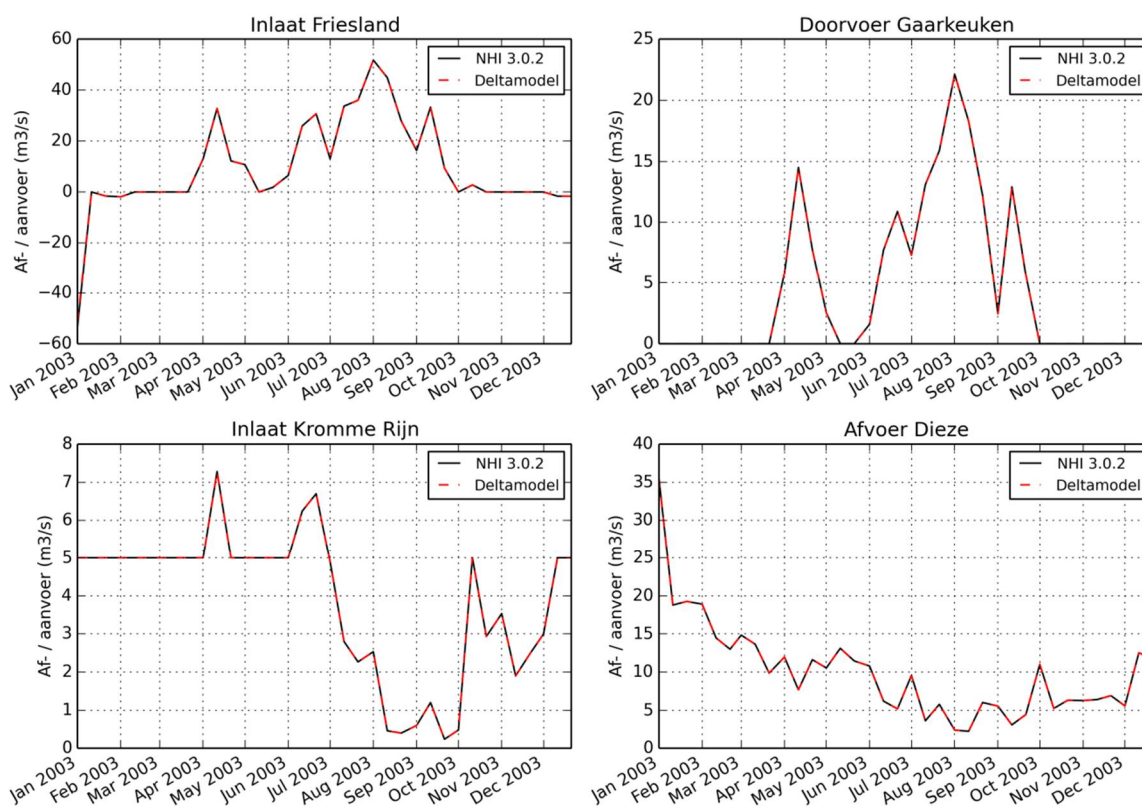 Inlaat Friesland
60
40
20
0
−20
−40
−60
Af- / aanvoer (m3/s)
NHI 3.0.2
Deltamodel
Jan 2003
Feb 2003
Mar 2003
Apr 2003
May 2003
Jun 2003
Jul 2003
Aug 2003
Sep 2003
Oct 2003
Nov 2003
Dec 2003
Doorvoer Gaarkeuken
25
20
15
10
5
0
Af- / aanvoer (m3/s)
NHI 3.0.2
Deltamodel
Jan 2003
Feb 2003
Mar 2003
Apr 2003
May 2003
Jun 2003
Jul 2003
Aug 2003
Sep 2003
Oct 2003
Nov 2003
Dec 2003
Inlaat Kromme Rijn
8
7
6
5
4
3
2
1
0
Af- / aanvoer (m3/s)
NHI 3.0.2
Deltamodel
Jan 2003
Feb 2003
Mar 2003
Apr 2003
May 2003
Jun 2003
Jul 2003
Aug 2003
Sep 2003
Oct 2003
Nov 2003
Dec 2003
Afvoer Dieze
40
35
30
25
20
15
10
5
0
Af- / aanvoer (m3/s)
NHI 3.0.2
Deltamodel
Jan 2003
Feb 2003
Mar 2003
Apr 2003
May 2003
Jun 2003
Jul 2003
Aug 2003
Sep 2003
Oct 2003
Nov 2003
Dec 2003